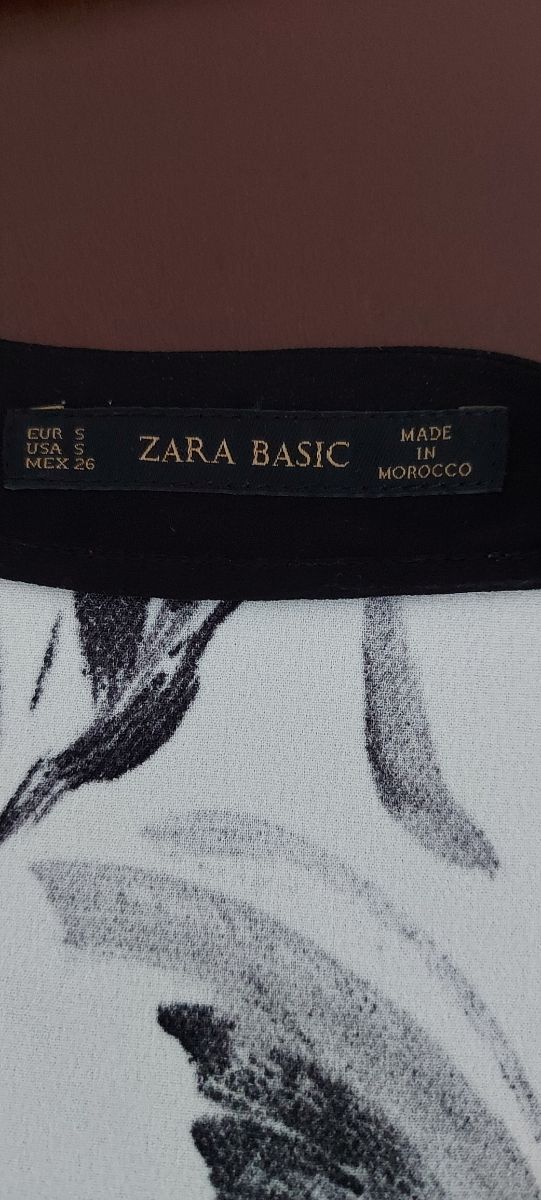 EUR S
USA S
MEX 26
ZARA BASIC
MADE
IN
MOROCCO